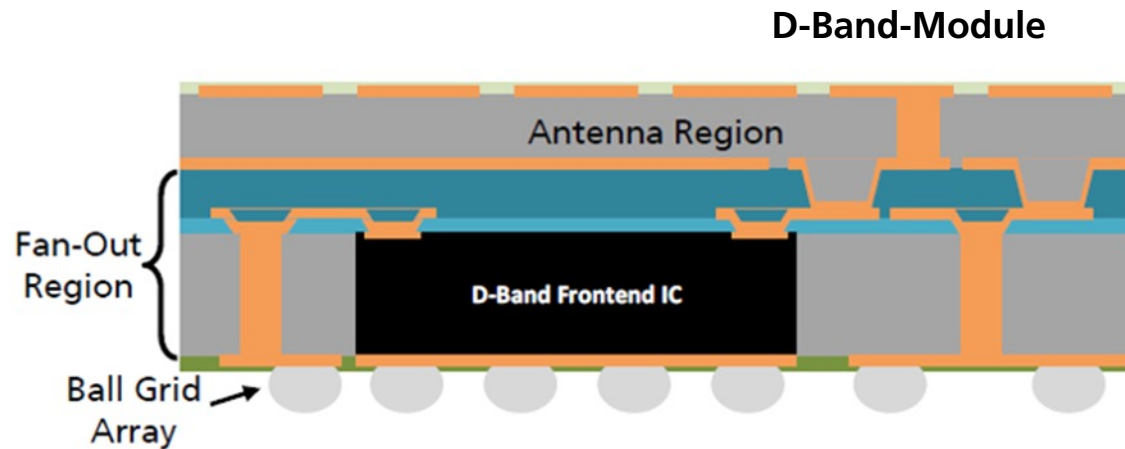 D-Band-Module
Antenna Region
Fan-Out
Region
D-Band Frontend IC
Ball Grid
Array